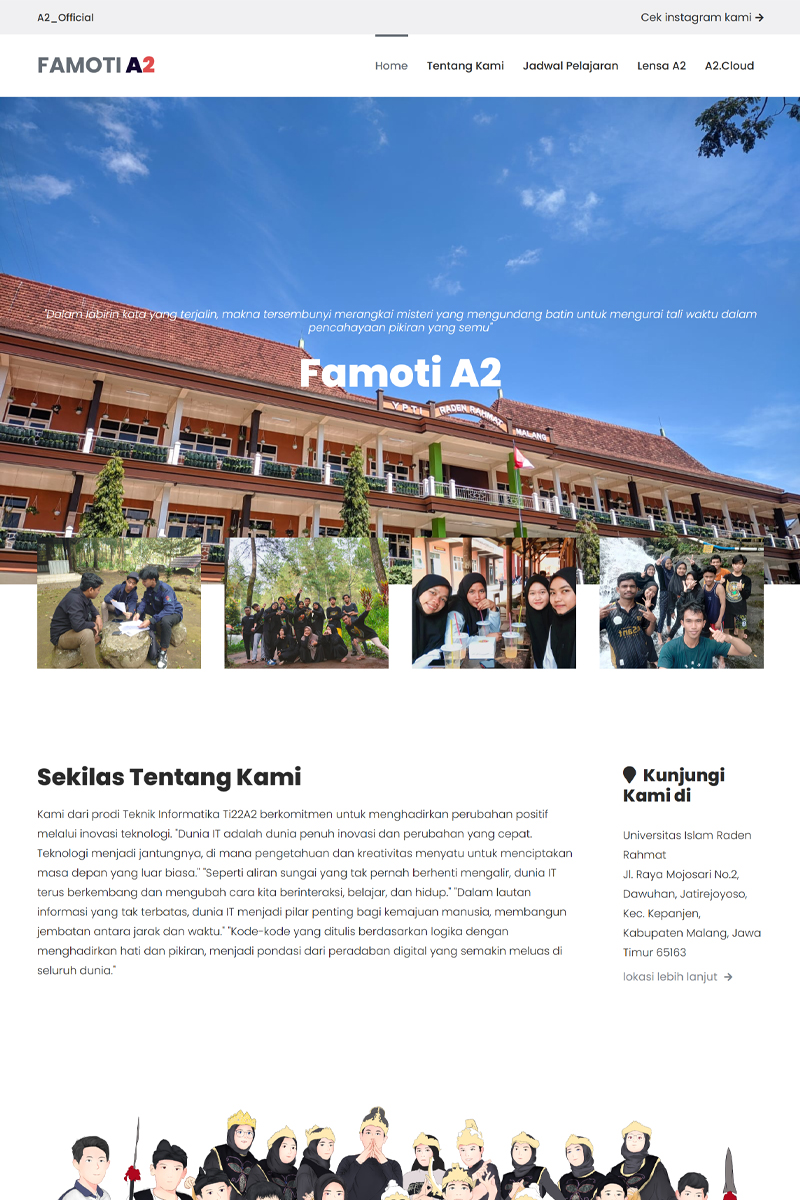 A2_Official
Cek instagram kami
FAMOTI A2
Home
Tentang Kami
Jadwal Pelajaran
Lensa A2
A2.Cloud
"Dalam labirin kata yang terjalin, makna tersembunyi merangkai misteri yang mengundang batin untuk mengurai tali waktu dalam
pencahayaan pikiran yang semu"
Famoti A2
Y.P.T.I. RADEN RAHMAT MALANG
Sekilas Tentang Kami
Kami dari prodi Teknik Informatika Ti22A2 berkomitmen untuk menghadirkan perubahan positif
melalui inovasi teknologi. "Dunia IT adalah dunia penuh inovasi dan perubahan yang cepat.
Teknologi menjadi jantungnya, di mana pengetahuan dan kreativitas menyatu untuk menciptakan
masa depan yang luar biasa." "Seperti aliran sungai yang tak pernah berhenti mengalir, dunia IT
terus berkembang dan mengubah cara kita berinteraksi, belajar, dan hidup." "Dalam lautan
informasi yang tak terbatas, dunia IT menjadi pilar penting bagi kemajuan manusia, membangun
jembatan antara jarak dan waktu." "Kode-kode yang ditulis berdasarkan logika dengan
menghadirkan hati dan pikiran, menjadi pondasi dari peradaban digital yang semakin meluas di
seluruh dunia."
Kunjungi
Kami di
Universitas Islam Raden
Rahmat
Jl. Raya Mojosari No.2,
Dawuhan, Jatirejoyoso,
Kec. Kepanjen,
Kabupaten Malang, Jawa
Timur 65163
lokasi lebih lanjut